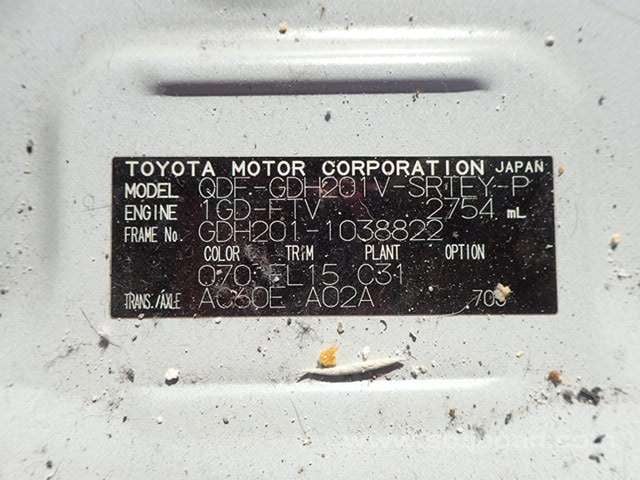 TOYOTA MOTOR CORPORATION JAPAN
MODEL QDF-GDH201V-SRTEY-P
ENGINE 1GD-FTV 2754 mL
FRAME No. GDH201-1038822
COLOR TRIM PLANT OPTION
070 FL15 C31
TRANS./AXLE AC60E A02A 703